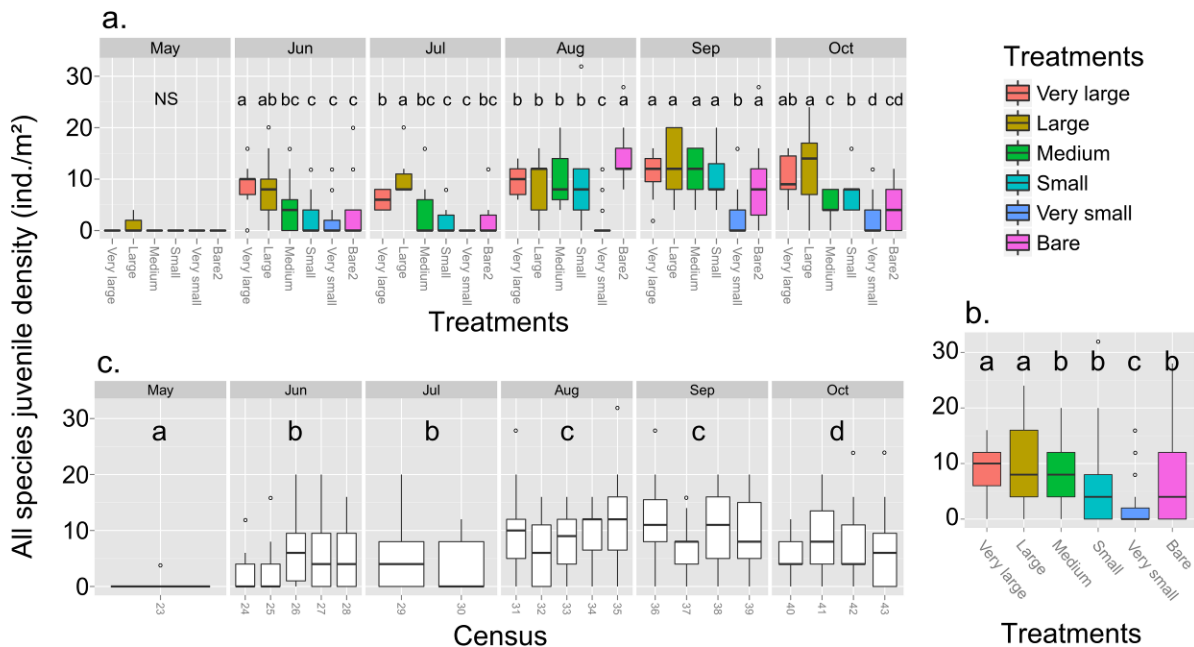 a.
May Jun Jul Aug Sep Oct
30
20
10
0
NS
a ab bc c c c
b a bc c c bc
b b b b c a
a a a a b a
ab a c b d cd
Very large Large Medium Small Very small Bare2
Very large Large Medium Small Very small Bare2
Very large Large Medium Small Very small Bare2
Very large Large Medium Small Very small Bare2
Very large Large Medium Small Very small Bare2
Very large Large Medium Small Very small Bare2
Treatments
Treatments
Very large
Large
Medium
Small
Very small
Bare
All species juvenile density (ind./m²)
c.
May Jun Jul Aug Sep Oct
30
20
10
0
a b b c c d
23 24 25 26 27 28 29 30 31 32 33 34 35 36 37 38 39 40 41 42 43
Census
b.
30
20
10
0
a a b b c b
Very large Large Medium Small Very small Bare
Treatments